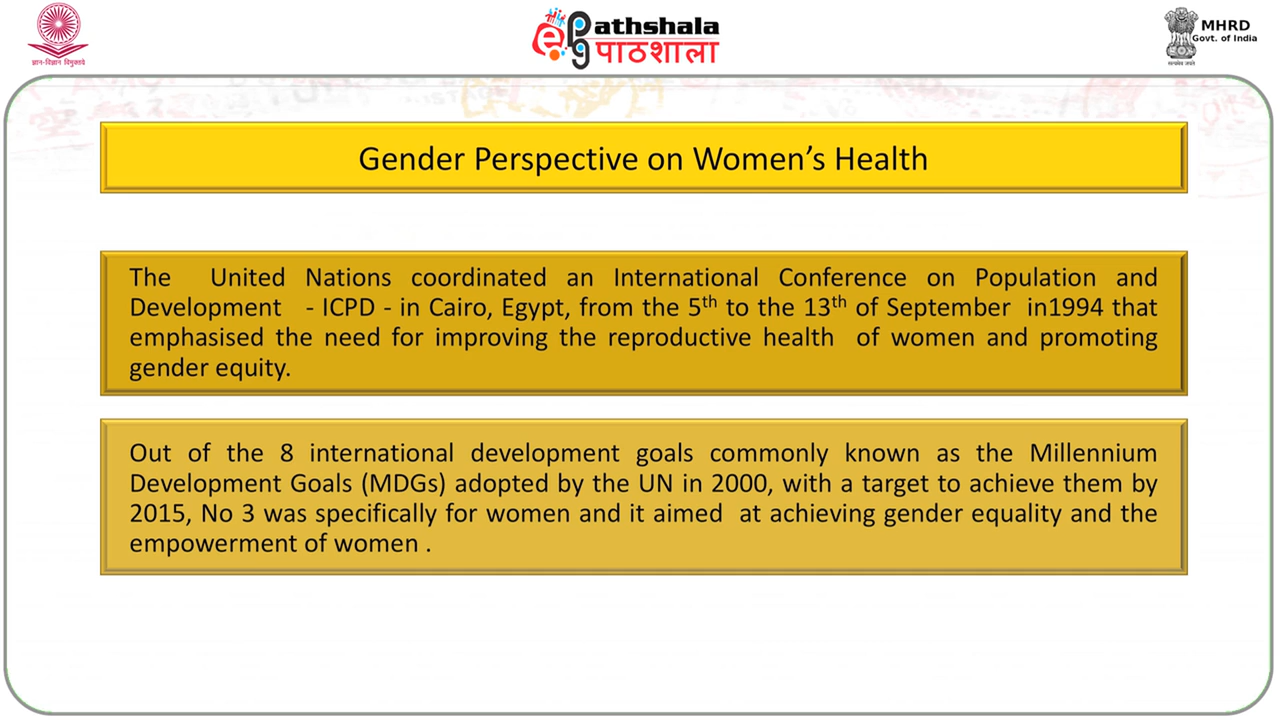 ज्ञान-विज्ञान विमुक्तये
ePathshala
पाठशाला
MHRD
Govt. of India
सत्यमेव जयते
Gender Perspective on Women’s Health
The United Nations coordinated an International Conference on Population and
Development - ICPD - in Cairo, Egypt, from the 5th to the 13th of September in1994 that
emphasised the need for improving the reproductive health of women and promoting
gender equity.
Out of the 8 international development goals commonly known as the Millennium
Development Goals (MDGs) adopted by the UN in 2000, with a target to achieve them by
2015, No 3 was specifically for women and it aimed at achieving gender equality and the
empowerment of women .